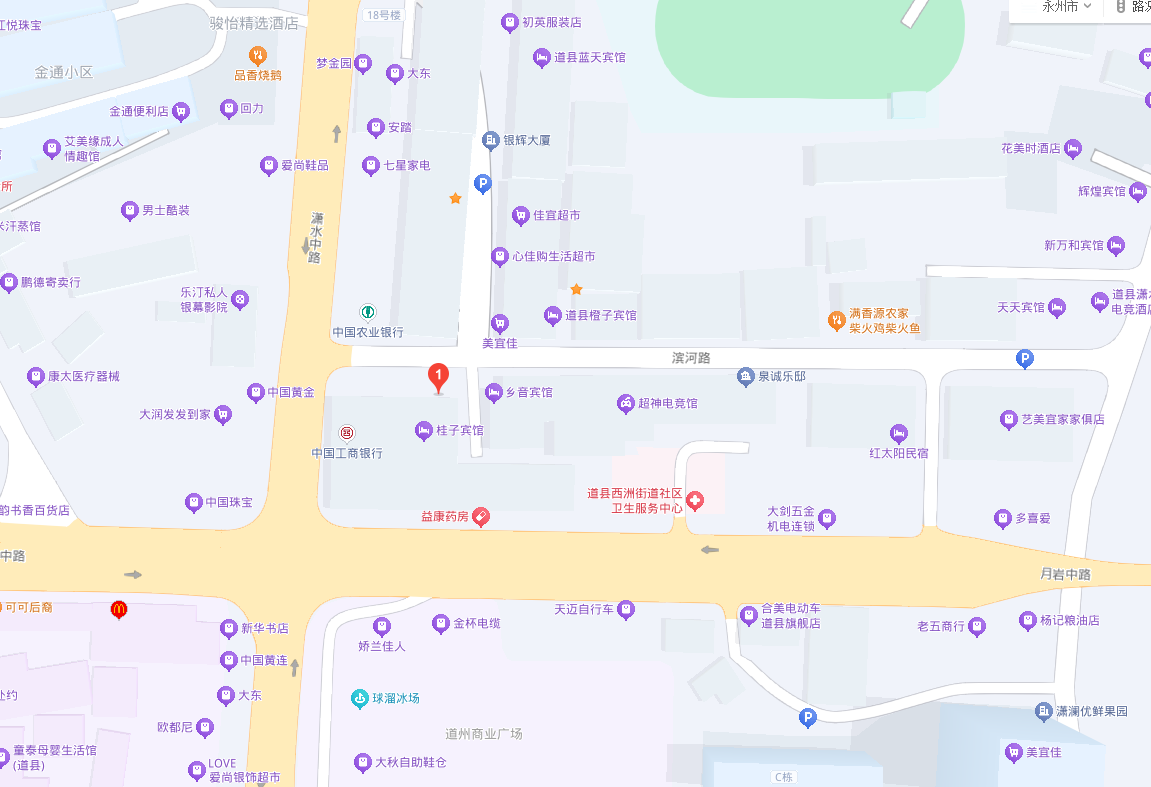 永州市
路况
红悦珠宝
骏怡精选酒店
18号楼
初英服装店
梦金园
大东
道县蓝天宾馆
品香烧鹅
金通小区
金通便利店
回力
安踏
艾美缘成人
情趣馆
爱尚鞋品
七星家电
银辉大厦
P
花美时酒店
辉煌宾馆
所
男士酷装
汗蒸馆
潇水中路
佳宜超市
心佳购生活超市
新万和宾馆
鹏德寄卖行
乐汀私人
银幕影院
中国农业银行
道县橙子宾馆
美宜佳
满香源农家
柴火鸡柴火鱼
天天宾馆
道县潇
电竞酒店
滨河路
P
1
康太医疗器械
中国黄金
大润发发到家
乡音宾馆
泉诚乐邸
超神电竞馆
桂子宾馆
中国工商银行
艺美宜家家俱店
红太阳民宿
韵书香百货店
中国珠宝
益康药房
道县西洲街道社区
卫生服务中心
大剑五金
机电连锁
多喜爱
中路
月岩中路
可可后裔
新华书店
娇兰佳人
金杯电缆
天迈自行车
合美电动车
道县旗舰店
老五商行
杨记粮油店
中国黄连
大东
球溜冰场
欧都尼
P
潇澜优鲜果园
道州商业广场
童泰母婴生活馆
(道县)
LOVE
爱尚银饰超市
大秋自助鞋仓
C栋
美宜佳